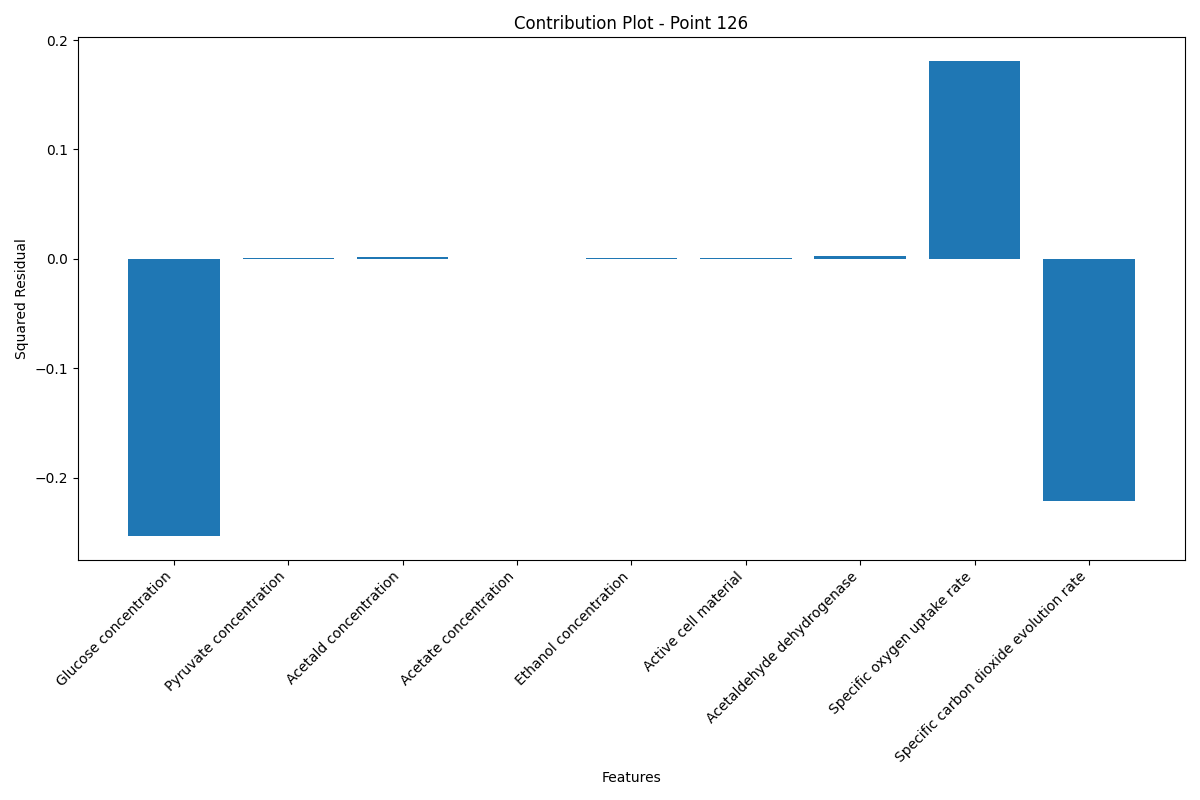 Contribution Plot - Point 126
0.2
0.1
0.0
−0.1
−0.2
Squared Residual
Glucose concentration
Pyruvate concentration
Acetald concentration
Acetate concentration
Ethanol concentration
Active cell material
Acetaldehyde dehydrogenase
Specific oxygen uptake rate
Specific carbon dioxide evolution rate
Features